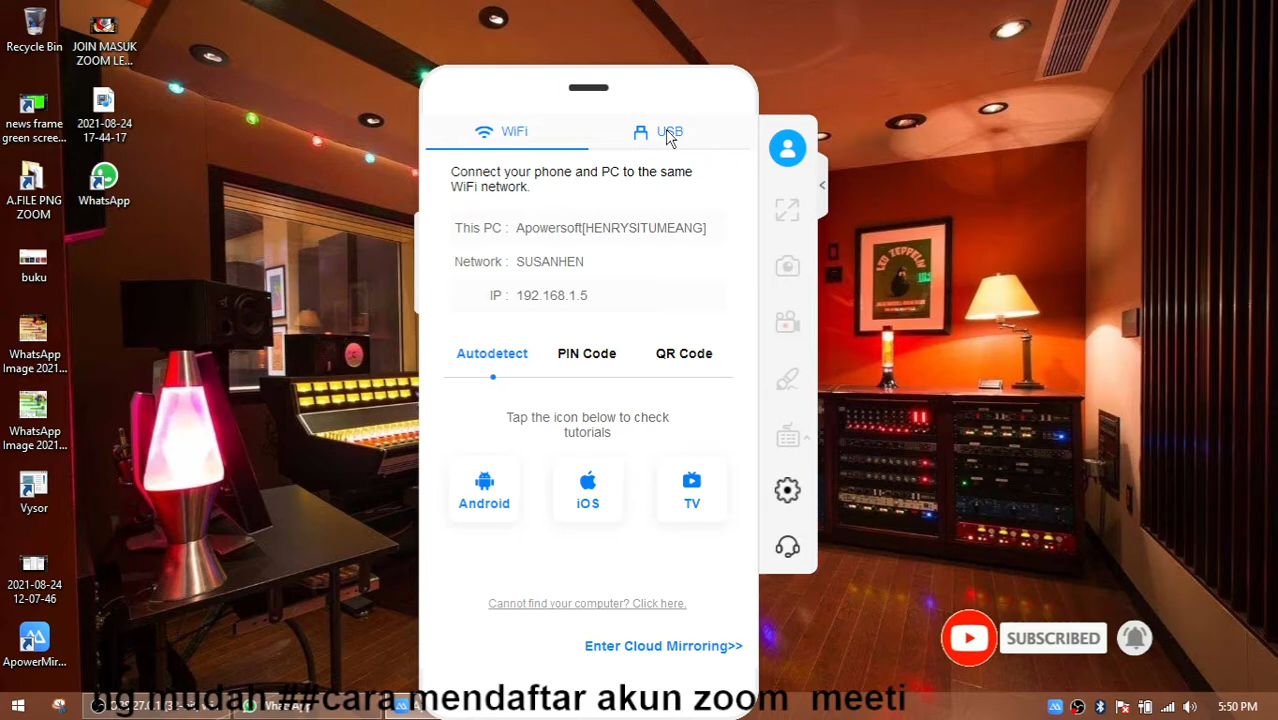 Recycle Bin
JOIN MASUK
ZOOM LE...
news frame
green scree...
2021-08-24
17-44-17
A.FILE PNG
ZOOM
WhatsApp
buku
WhatsApp
Image 2021...
WhatsApp
Image 2021...
Vysor
2021-08-24
12-07-46
ApowerMir...
WiFi
USB
Connect your phone and PC to the same
WiFi network.
This PC : Apowersoft[HENRYSITUMEANG]
Network : SUSANHEN
IP : 192.168.1.5
Autodetect PIN Code QR Code
Tap the icon below to check
tutorials
Android iOS TV
Cannot find your computer? Click here.
Enter Cloud Mirroring>>
LED ZEPPELIN
SUBSCRIBED
ng mudah ##cara mendaftar akun zoom meeti
5:50 PM